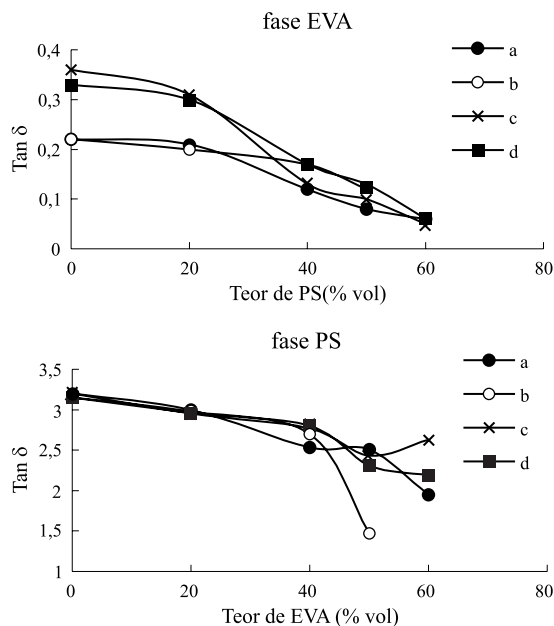 fase EVA
0,4
0,3
0,2
0,1
0
Tan δ
0
20
40
60
80
Teor de PS(% vol)
a
b
c
d
fase PS
3,5
3
2,5
2
1,5
1
Tan δ
0
20
40
60
80
Teor de EVA (% vol)
a
b
c
d